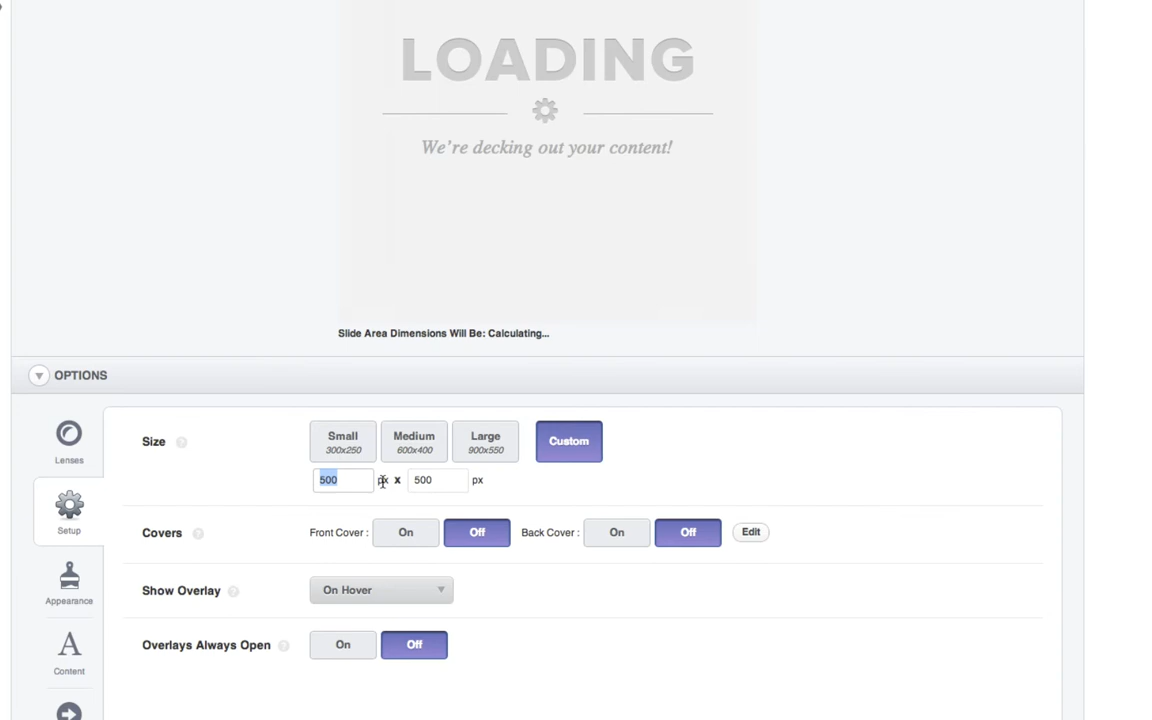 LOADING
We're decking out your content!
Slide Area Dimensions Will Be: Calculating...
OPTIONS
Lenses
Setup
Appearance
A
Content
Size ?
Small Medium Large Custom
300x250 600x400 900x550
500 px x 500 px
Covers ? Front Cover : On Off Back Cover : On Off Edit
Show Overlay ? On Hover
Overlays Always Open ? On Off